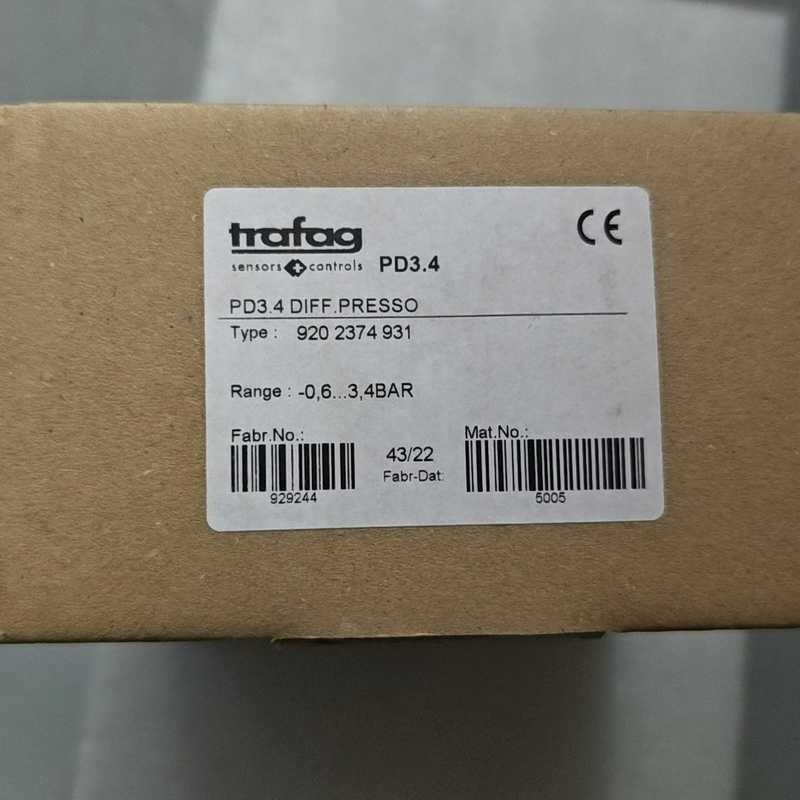 trafag
sensors controls PD3.4
CE
PD3.4 DIFF.PRESSO
Type : 920 2374 931
Range : -0,6...3,4BAR
Fabr.No.:
929244
43/22
Fabr-Dat:
Mat.No.:
5005